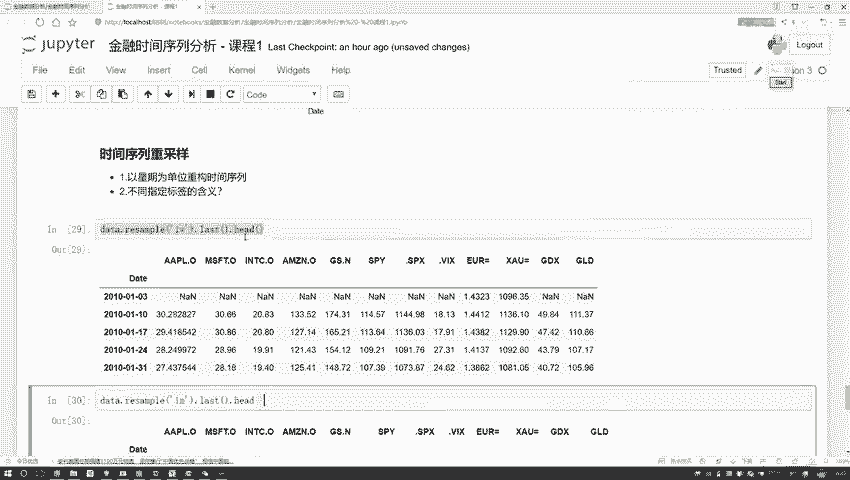 jupyter 金融时间序列分析 - 课程1 Last Checkpoint: an hour ago (unsaved changes)
Logout
File Edit View Insert Cell Kernel Widgets Help
Trusted
Code
Date
时间序列重采样
1.以星期为单位重构时间序列
2.不同指定标签的含义?
In [29]: data.resample('1w').last().head()
Out[29]:
AAPL.O MSFT.O INTC.O AMZN.O GS.N SPY .SPX .VIX EUR= XAU= GDX GLD
Date
2010-01-03 NaN NaN NaN NaN NaN NaN NaN NaN 1.4323 1096.35 NaN NaN
2010-01-10 30.282827 30.66 20.83 133.52 174.31 114.57 1144.98 18.13 1.4412 1136.10 49.84 111.37
2010-01-17 29.418542 30.86 20.80 127.14 165.21 113.64 1136.03 17.91 1.4382 1129.90 47.42 110.86
2010-01-24 28.249972 28.96 19.91 121.43 154.12 109.21 1091.76 27.31 1.4137 1092.60 43.79 107.17
2010-01-31 27.437544 28.18 19.40 125.41 148.72 107.39 1073.87 24.62 1.3862 1081.05 40.72 105.96
In [30]: data.resample('1m').last().head
Out[30]:
AAPL.O MSFT.O INTC.O AMZN.O GS.N SPY .SPX .VIX EUR= XAU= GDX GLD
Date